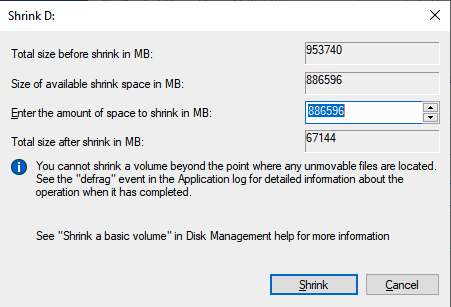 Shrink D:
Total size before shrink in MB: 953740
Size of available shrink space in MB: 886596
Enter the amount of space to shrink in MB: 886596
Total size after shrink in MB: 67144
You cannot shrink a volume beyond the point where any unmovable files are located.
See the "defrag" event in the Application log for detailed information about the
operation when it has completed.
See "Shrink a basic volume" in Disk Management help for more information
Shrink Cancel